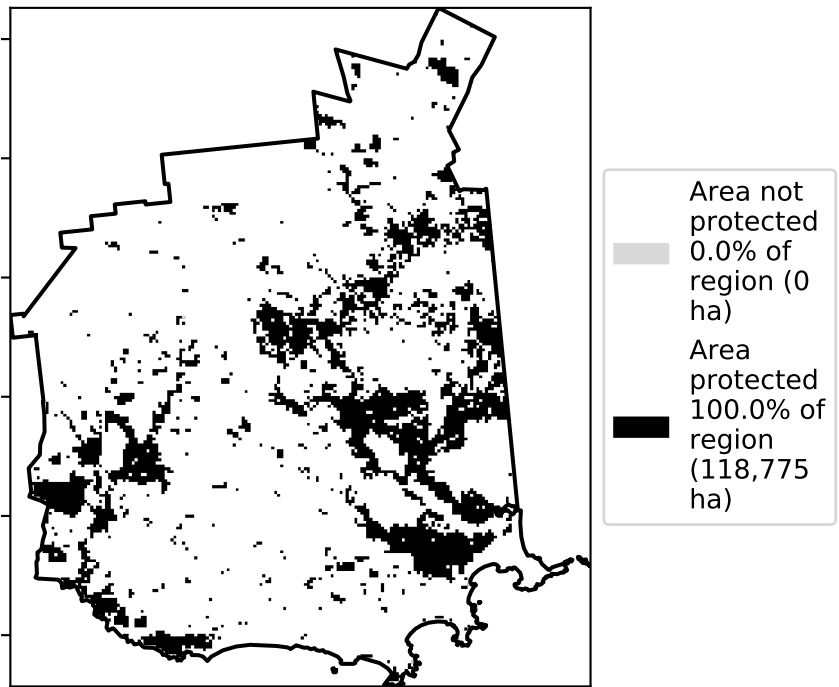 Area not
protected
0.0% of
region (0
ha)
Area
protected
100.0% of
region
(118,775
ha)